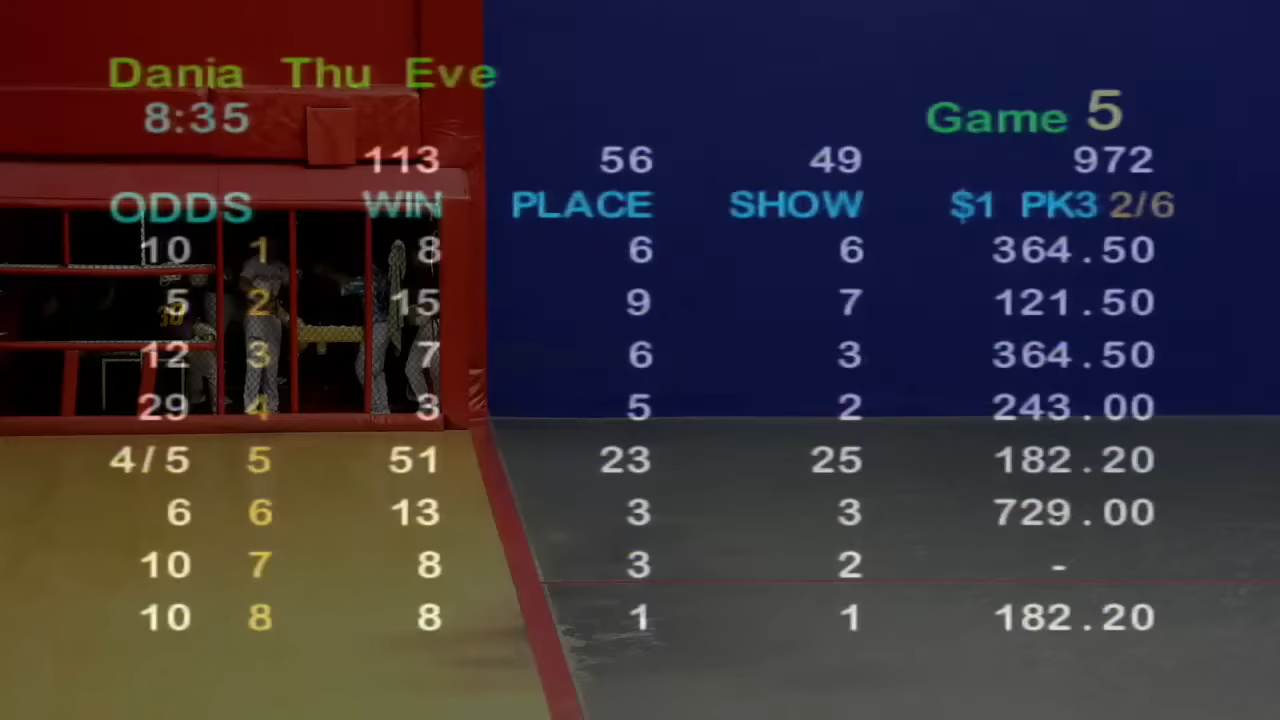 Dania Thu Eve
8:35 Game 5
113 56 49 972
ODDS WIN PLACE SHOW $1 PK3 2/6
10 1 8 6 6 364.50
5 2 15 9 7 121.50
12 3 7 6 3 364.50
29 4 3 5 2 243.00
4/5 5 51 23 25 182.20
6 6 13 3 3 729.00
10 7 8 3 2 -
10 8 8 1 1 182.20
30